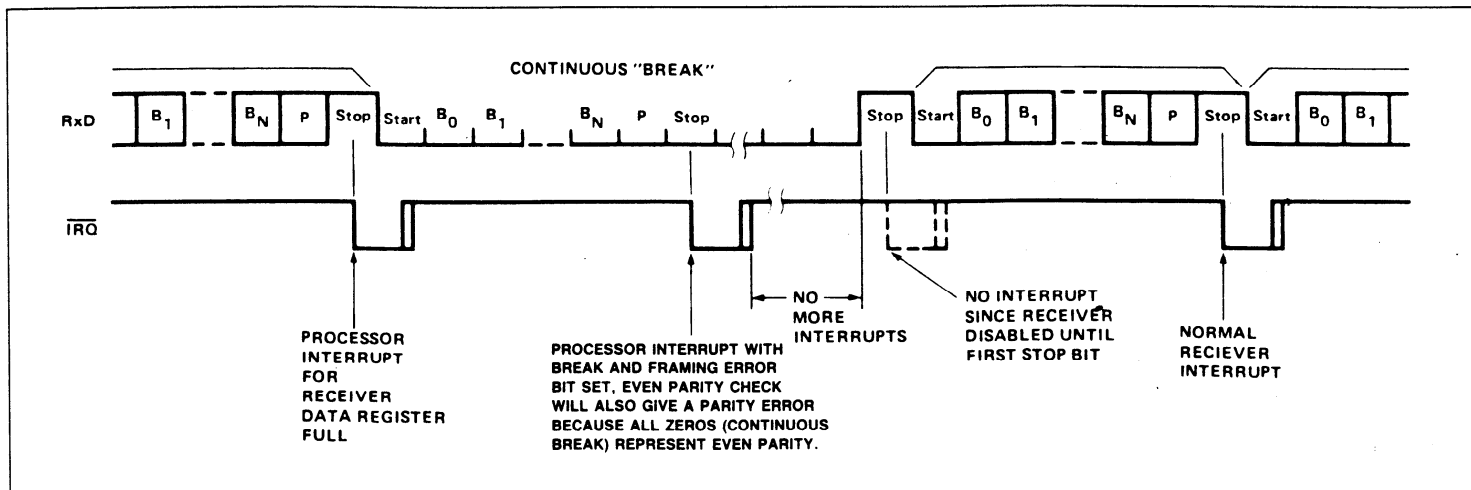 CONTINUOUS "BREAK"
RxD B1 BN P Stop Start B0 B1 BN P Stop Stop Start B0 B1 BN P Stop Start B0 B1
IRQ
PROCESSOR
INTERRUPT
FOR
RECEIVER
DATA REGISTER
FULL
PROCESSOR INTERRUPT WITH
BREAK AND FRAMING ERROR
BIT SET, EVEN PARITY CHECK
WILL ALSO GIVE A PARITY ERROR
BECAUSE ALL ZEROS (CONTINUOUS
BREAK) REPRESENT EVEN PARITY.
NO
MORE
INTERRUPTS
NO INTERRUPT
SINCE RECEIVER
DISABLED UNTIL
FIRST STOP BIT
NORMAL
RECIEVER
INTERRUPT